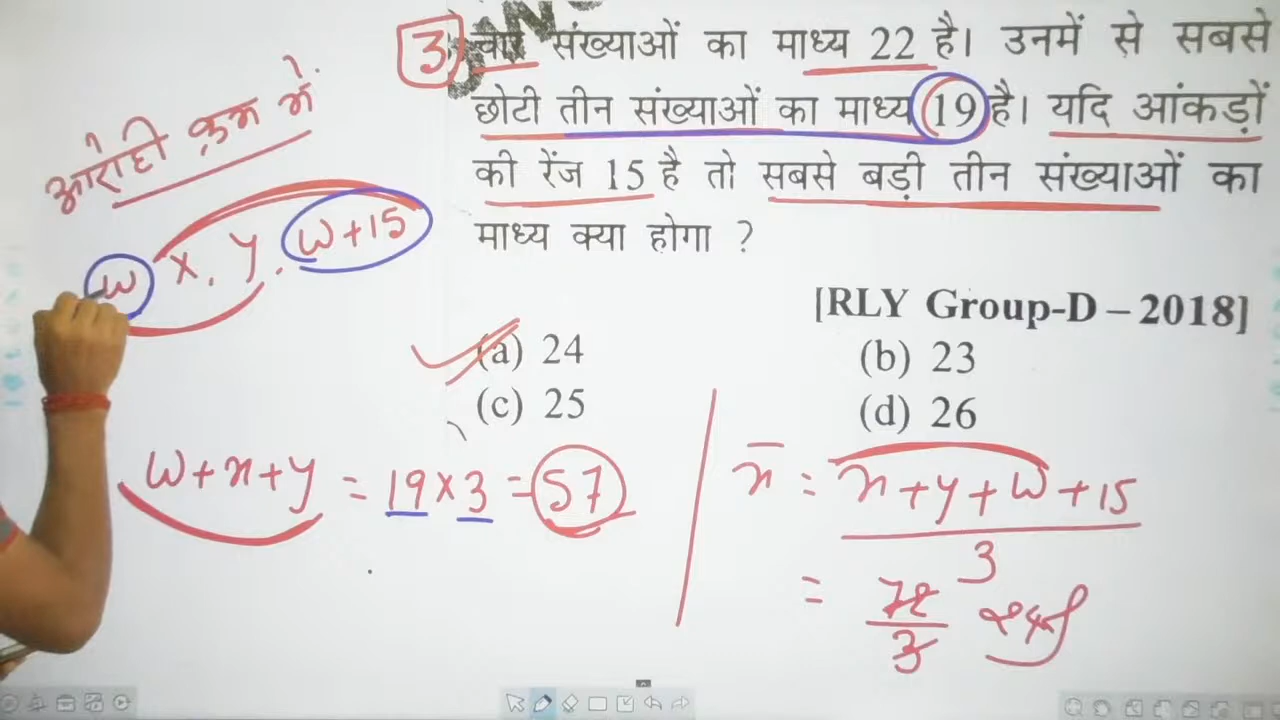 3 चार संख्याओं का माध्य 22 है। उनमें से सबसे
छोटी तीन संख्याओं का माध्य 19 है। यदि आंकड़ों
की रेंज 15 है तो सबसे बड़ी तीन संख्याओं का
माध्य क्या होगा ?
[RLY Group-D – 2018]
(a) 24 (b) 23
(c) 25 (d) 26
आरोही क्रम में
w x, y, w+15
w+x+y = 19×3 = 57
x̄ = x+y+w+15
3
= 72
3